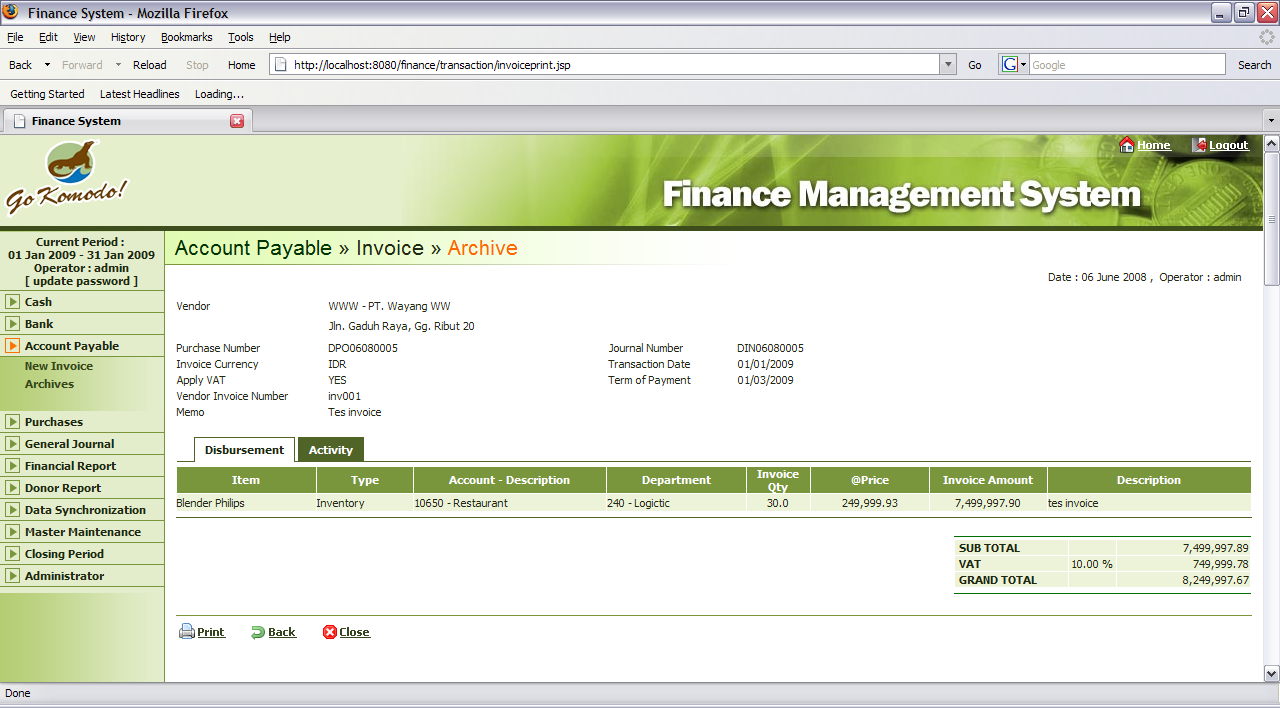 Finance System - Mozilla Firefox
File Edit View History Bookmarks Tools Help
Back Forward Reload Stop Home http://localhost:8080/finance/transaction/invoiceprint.jsp Go G Google Search
Getting Started Latest Headlines Loading...
Finance System
Home Logout
Go Komodo!
Finance Management System
Current Period :
01 Jan 2009 - 31 Jan 2009
Operator : admin
[ update password ]
Cash
Bank
Account Payable
New Invoice
Archives
Purchases
General Journal
Financial Report
Donor Report
Data Synchronization
Master Maintenance
Closing Period
Administrator
Account Payable » Invoice » Archive
Date : 06 June 2008 , Operator : admin
Vendor WWW - PT. Wayang WW
Jln. Gaduh Raya, Gg. Ribut 20
Purchase Number DPO06080005 Journal Number DIN06080005
Invoice Currency IDR Transaction Date 01/01/2009
Apply VAT YES Term of Payment 01/03/2009
Vendor Invoice Number inv001
Memo Tes invoice
Disbursement Activity
Item Type Account - Description Department Invoice Qty @Price Invoice Amount Description
Blender Philips Inventory 10650 - Restaurant 240 - Logictic 30.0 249,999.93 7,499,997.90 tes invoice
SUB TOTAL 7,499,997.89
VAT 10.00 % 749,999.78
GRAND TOTAL 8,249,997.67
Print Back Close
Done